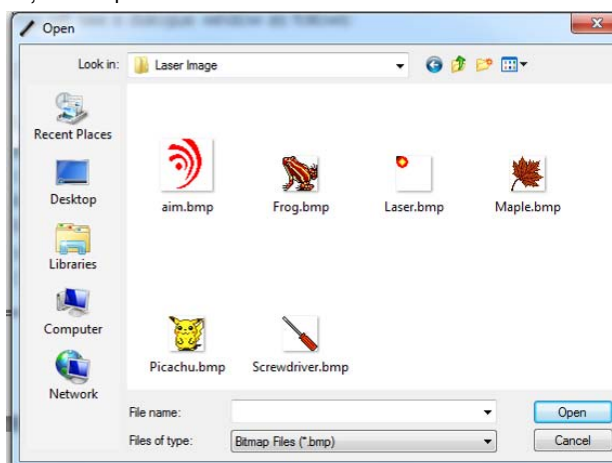 Open
Look in:
Laser Image
Recent Places
Desktop
Libraries
Computer
Network
aim.bmp
Frog.bmp
Laser.bmp
Maple.bmp
Picachu.bmp
Screwdriver.bmp
File name:
Open
Files of type:
Bitmap Files (*.bmp)
Cancel